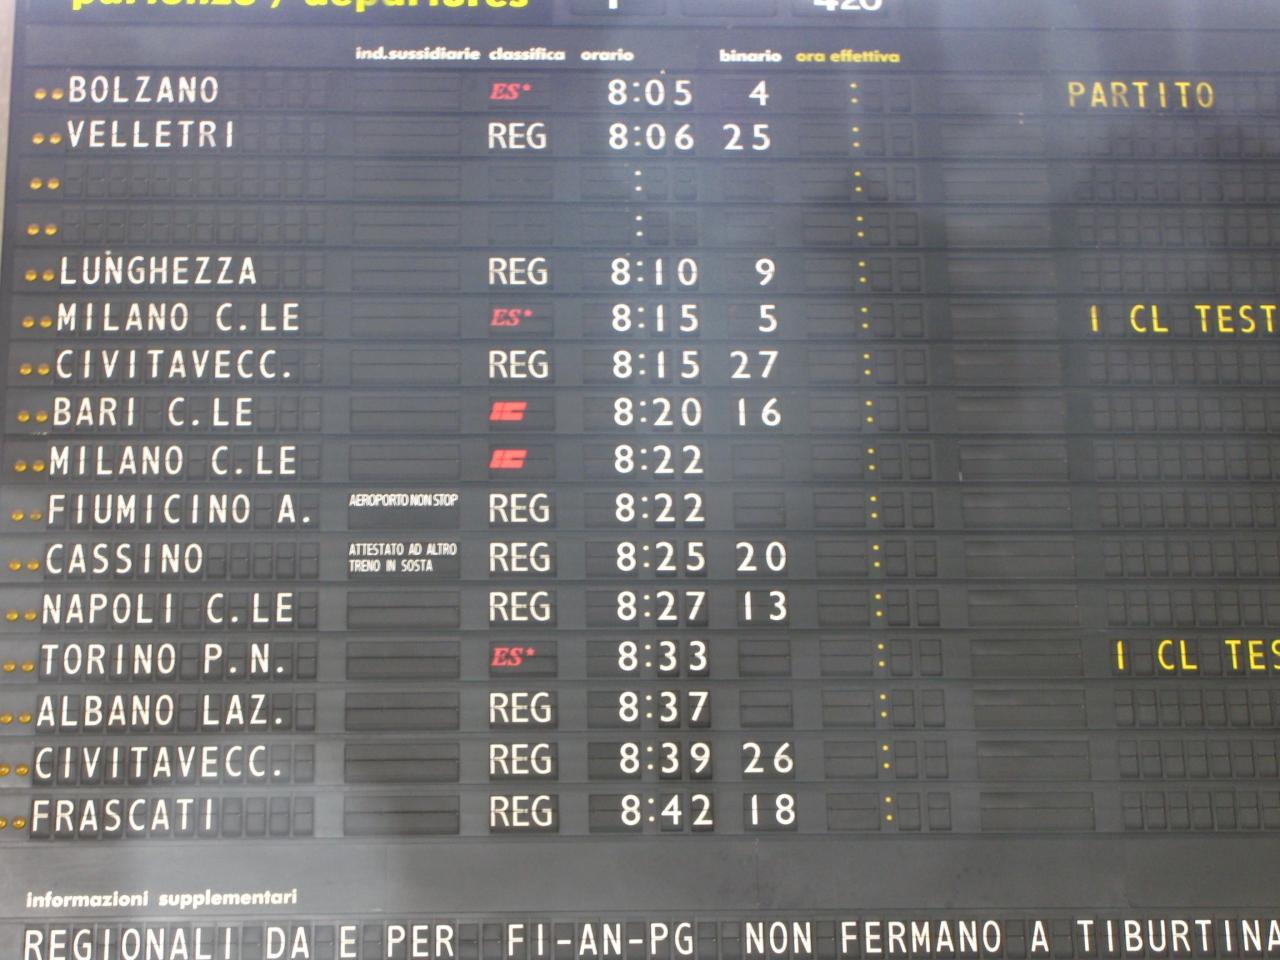 partenze / departures
ind.sussidiarie classifica orario binario ora effettiva
BOLZANO ES* 8:05 4 PARTITO
VELLETRI REG 8:06 25
LUNGHEZZA REG 8:10 9
MILANO C.LE ES* 8:15 5 I CL TEST
CIVITAVECC. REG 8:15 27
BARI C.LE IC 8:20 16
MILANO C.LE IC 8:22
FIUMICINO A. AEROPORTO NON STOP REG 8:22
CASSINO ATTESTATO AD ALTRO TRENO IN SOSTA REG 8:25 20
NAPOLI C.LE REG 8:27 13
TORINO P.N. ES* 8:33 I CL TES
ALBANO LAZ. REG 8:37
CIVITAVECC. REG 8:39 26
FRASCATI REG 8:42 18
informazioni supplementari
REGIONALI DA E PER FI-AN-PG NON FERMANO A TIBURTINA